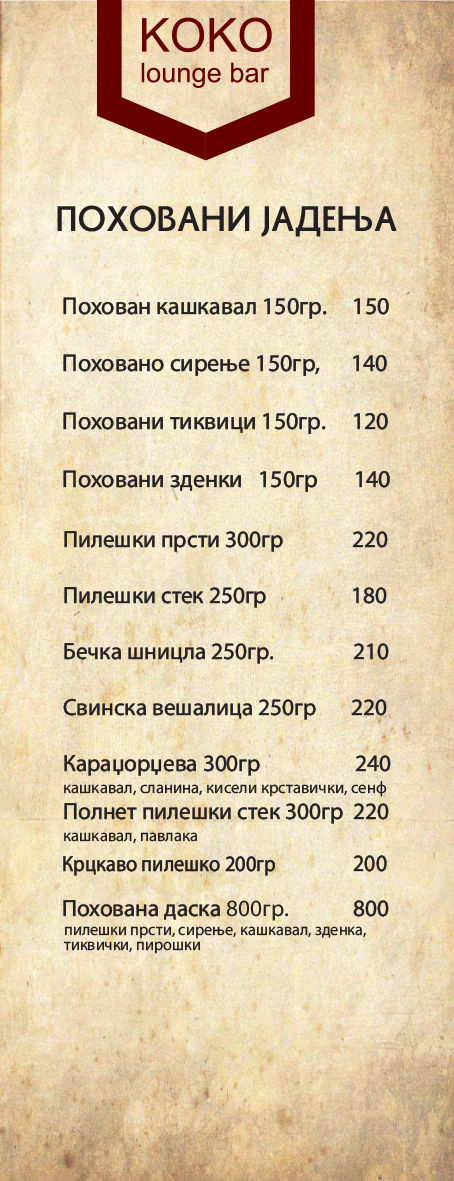 KOKO
lounge bar
ПОХОВАНИ ЈАДЕЊА
Похован кашкавал 150гр. 150
Поховано сирење 150гр, 140
Поховани тиквици 150гр. 120
Поховани зденки 150гр 140
Пилешки прсти 300гр 220
Пилешки стек 250гр 180
Бечка шницла 250гр. 210
Свинска вешалица 250гр 220
Караџорџева 300гр 240
кашкавал, сланина, кисели крставички, сенф
Полнет пилешки стек 300гр 220
кашкавал, павлака
Крцкаво пилешко 200гр 200
Похована даска 800гр. 800
пилешки прсти, сирење, кашкавал, зденка,
тиквички, пирошки